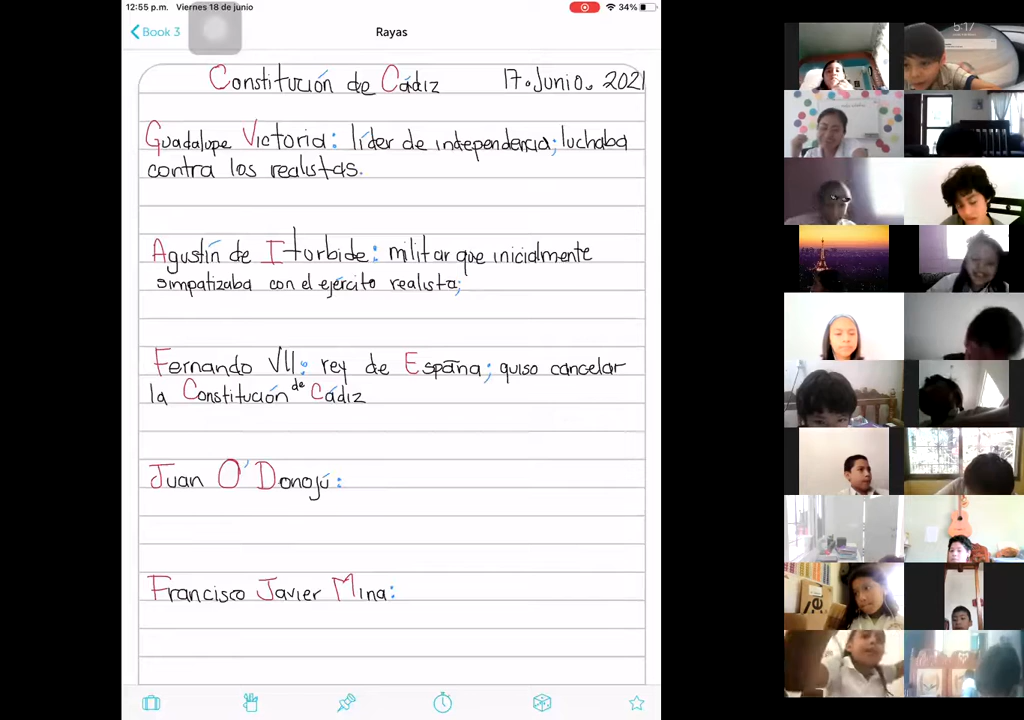 12:55 p.m. Viernes 18 de junio
34%
Book 3
Rayas
Constitución de Cádiz 17.Junio.2021
Guadalupe Victoria: líder de independencia; luchaba
contra los realistas.
Agustín de Iturbide: militar que inicialmente
simpatizaba con el ejército realista;
Fernando VII: rey de España; quiso cancelar
la Constitución de Cádiz
Juan O'Donojú:
Francisco Javier Mina:
5:17